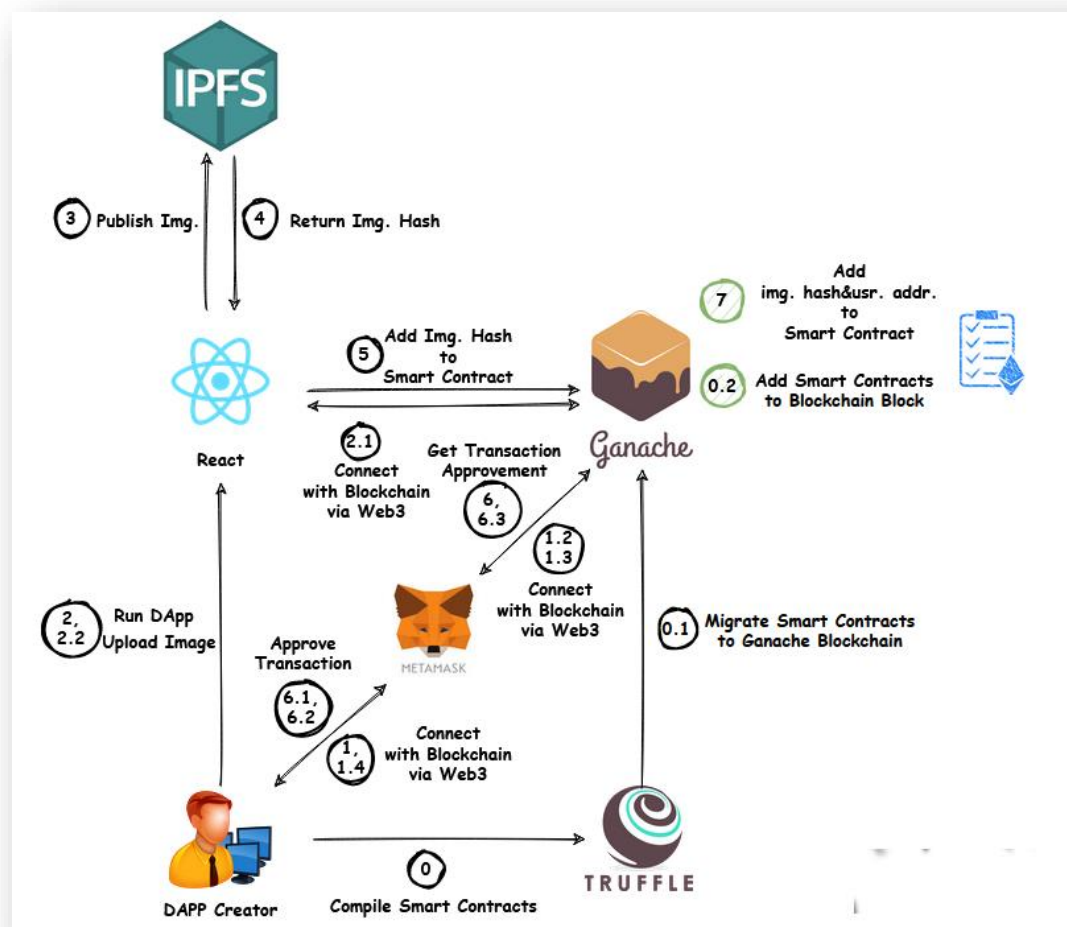 IPFS
3 Publish Img.
4 Return Img. Hash
5 Add Img. Hash
to
Smart Contract
7 Add
img. hash&usr. addr.
to
Smart Contract
0.2 Add Smart Contracts
to Blockchain Block
React
2.1
Connect
with Blockchain
via Web3
Get Transaction
Approvement
6,
6.3
Ganache
1.2
1.3
Connect
with Blockchain
via Web3
2,
2.2
Run DApp
Upload Image
METAMASK
0.1 Migrate Smart Contracts
to Ganache Blockchain
Approve
Transaction
6.1,
6.2
1,
1.4
Connect
with Blockchain
via Web3
DAPP Creator
0
Compile Smart Contracts
TRUFFLE